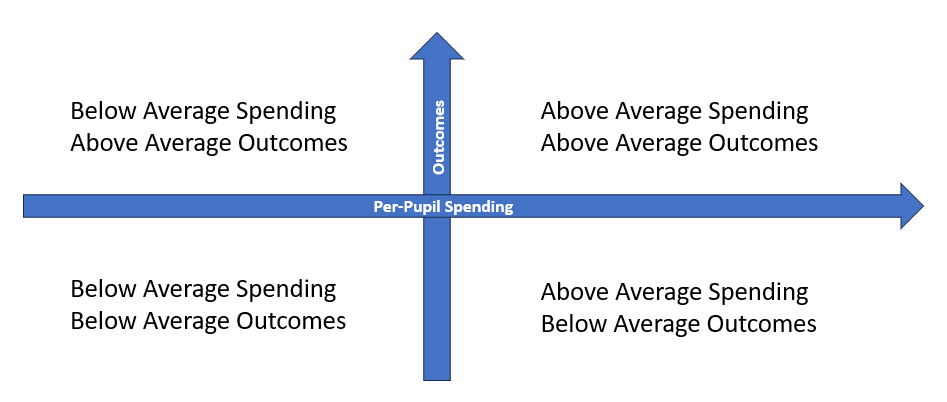 Below Average Spending
Above Average Outcomes
Outcomes
Above Average Spending
Above Average Outcomes
Per-Pupil Spending
Below Average Spending
Below Average Outcomes
Above Average Spending
Below Average Outcomes